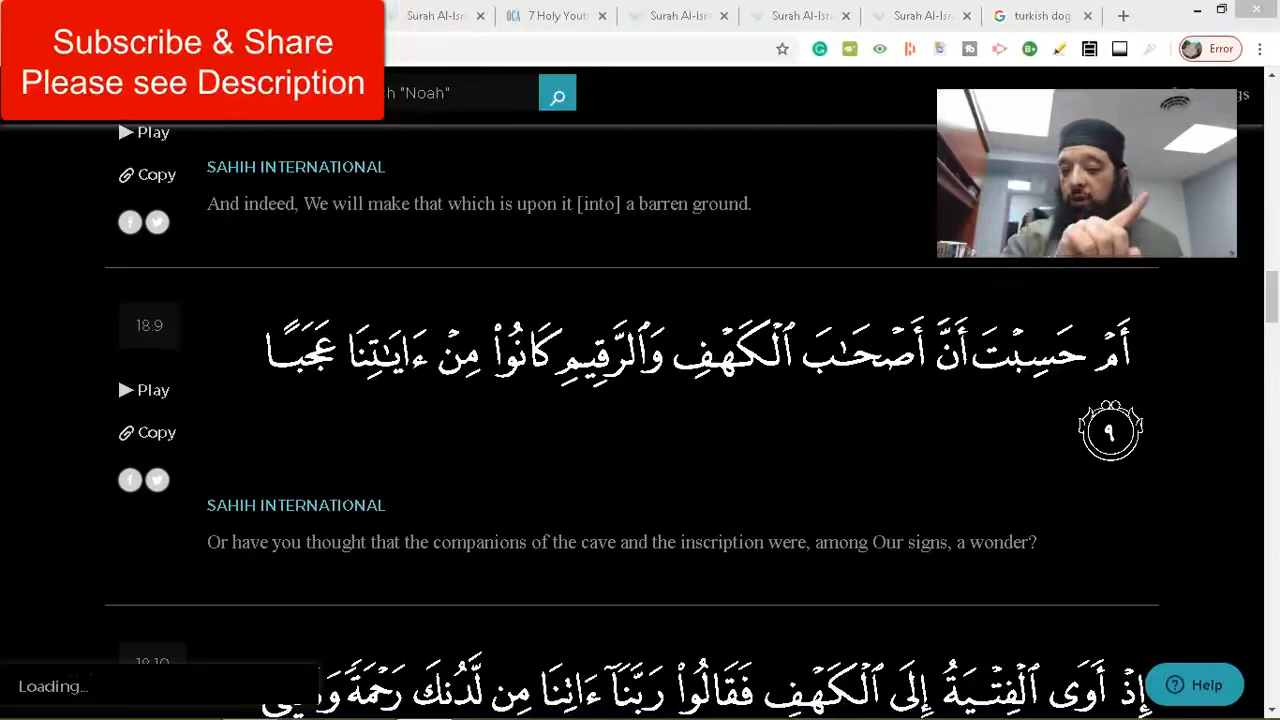 Subscribe & Share
Please see Description
Surah Al-Isr
OCA 7 Holy Yout
Surah Al-Isr
Surah Al-Isr
Surah Al-Isr
turkish dog
Error
h "Noah"
gs
Play
Copy
SAHIH INTERNATIONAL
And indeed, We will make that which is upon it [into] a barren ground.
18:9
أَمْ حَسِبْتَ أَنَّ أَصْحَٰبَ ٱلْكَهْفِ وَٱلرَّقِيمِ كَانُوا۟ مِنْ ءَايَٰتِنَا عَجَبًا
٩
Play
Copy
SAHIH INTERNATIONAL
Or have you thought that the companions of the cave and the inscription were, among Our signs, a wonder?
18:10
إِذْ أَوَى ٱلْفِتْيَةُ إِلَى ٱلْكَهْفِ فَقَالُوا۟ رَبَّنَآ ءَاتِنَا مِن لَّدُنكَ رَحْمَةً
Loading...
Help